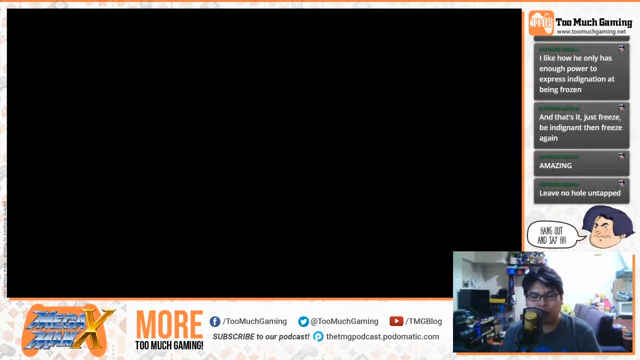 TMG Too Much Gaming
www.toomuchgaming.net
I like how he only has
enough power to
express indignation at
being frozen
And that's it, just freeze,
be indignant then freeze
again
AMAZING
Leave no hole untapped
HANG OUT
AND SAY HI!
MEGA
MAN X
MORE
TOO MUCH GAMING!
/TooMuchGaming
@TooMuchGaming
/TMGBlog
SUBSCRIBE to our podcast!
thetmgpodcast.podomatic.com